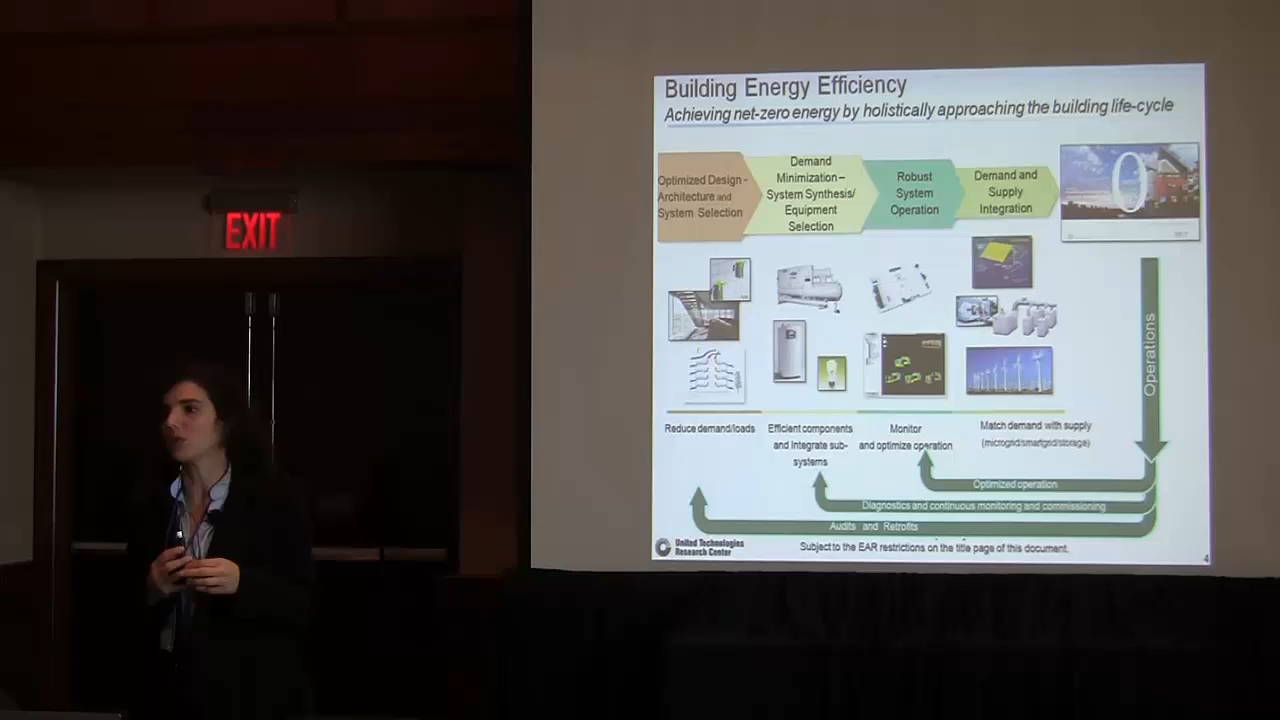 EXIT
Building Energy Efficiency
Achieving net-zero energy by holistically approaching the building life-cycle
Optimized Design -
Architecture and
System Selection
Demand
Minimization–
System Synthesis/
Equipment
Selection
Robust
System
Operation
Demand and
Supply
Integration
0
Operations
Reduce demand/loads
Efficient components
and Integrate sub-
systems
Monitor
and optimize operation
Match demand with supply
(microgrid/smartgrid/storage)
Optimized operation
Diagnostics and continuous monitoring and commissioning
Audits and Retrofits
United Technologies
Research Center
Subject to the EAR restrictions on the title page of this document.
4